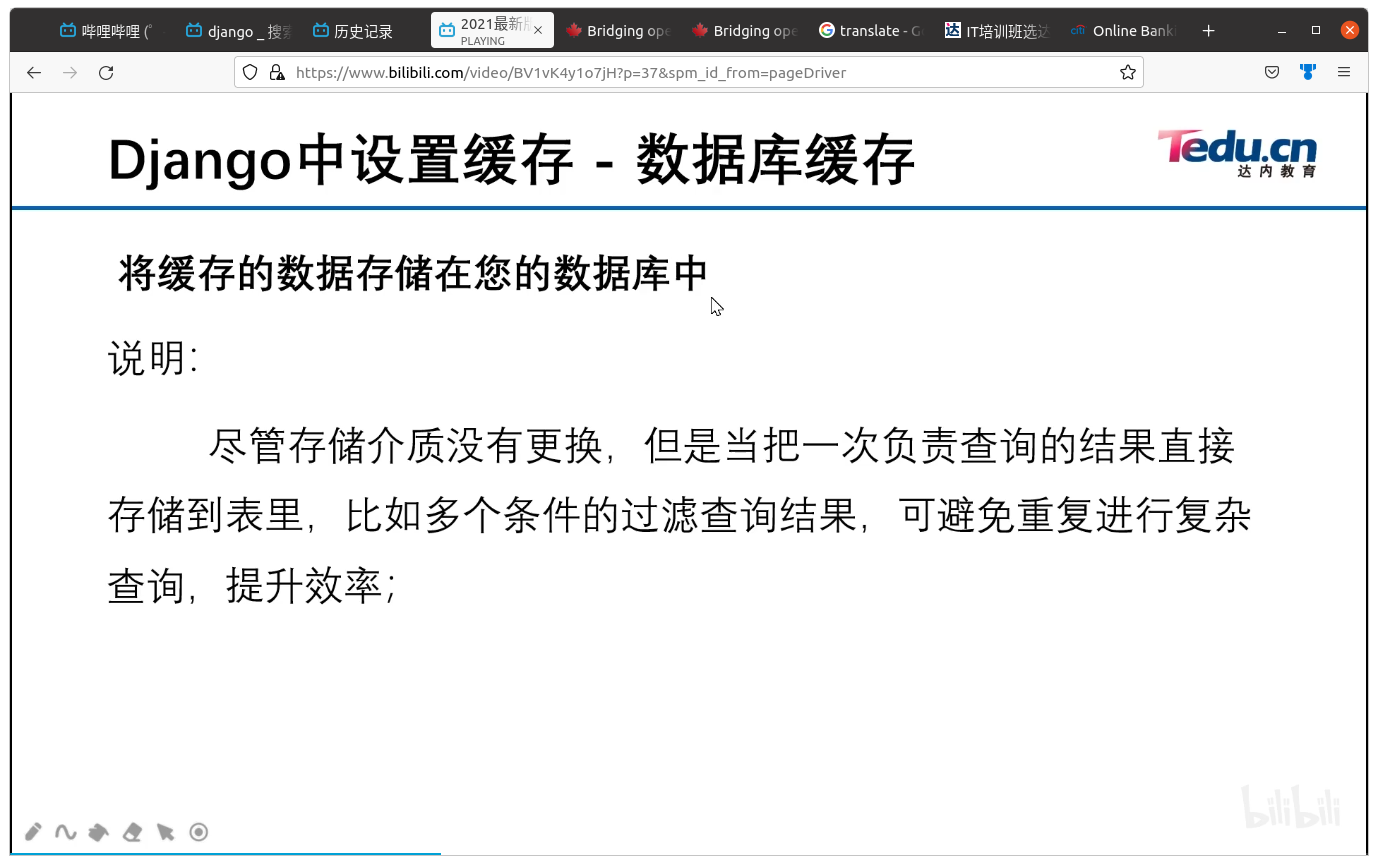 哔哩哔哩 (゜
django _ 搜索
历史记录
2021最新版
PLAYING
Bridging ope
Bridging ope
translate - G
IT培训班选达
Online Bank
https://www.bilibili.com/video/BV1vK4y1o7jH?p=37&spm_id_from=pageDriver
Django中设置缓存 - 数据库缓存
Tedu.cn
达内教育
将缓存的数据存储在您的数据库中
说明：
尽管存储介质没有更换，但是当把一次负责查询的结果直接
存储到表里，比如多个条件的过滤查询结果，可避免重复进行复杂
查询，提升效率；
bilibili